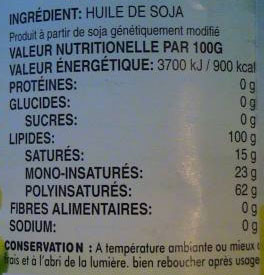 INGRÉDIENT: HUILE DE SOJA
Produit à partir de soja génétiquement modifié
VALEUR NUTRITIONELLE PAR 100G
VALEUR ÉNERGÉTIQUE: 3700 kJ / 900 kcal
PROTÉINES: 0 g
GLUCIDES: 0 g
SUCRES: 0 g
LIPIDES: 100 g
SATURÉS: 15 g
MONO-INSATURÉS: 23 g
POLYINSATURÉS: 62 g
FIBRES ALIMENTAIRES: 0 g
SODIUM: 0 g
CONSERVATION : A température ambiante ou mieux
frais et à l'abri de la lumière. bien reboucher après usage